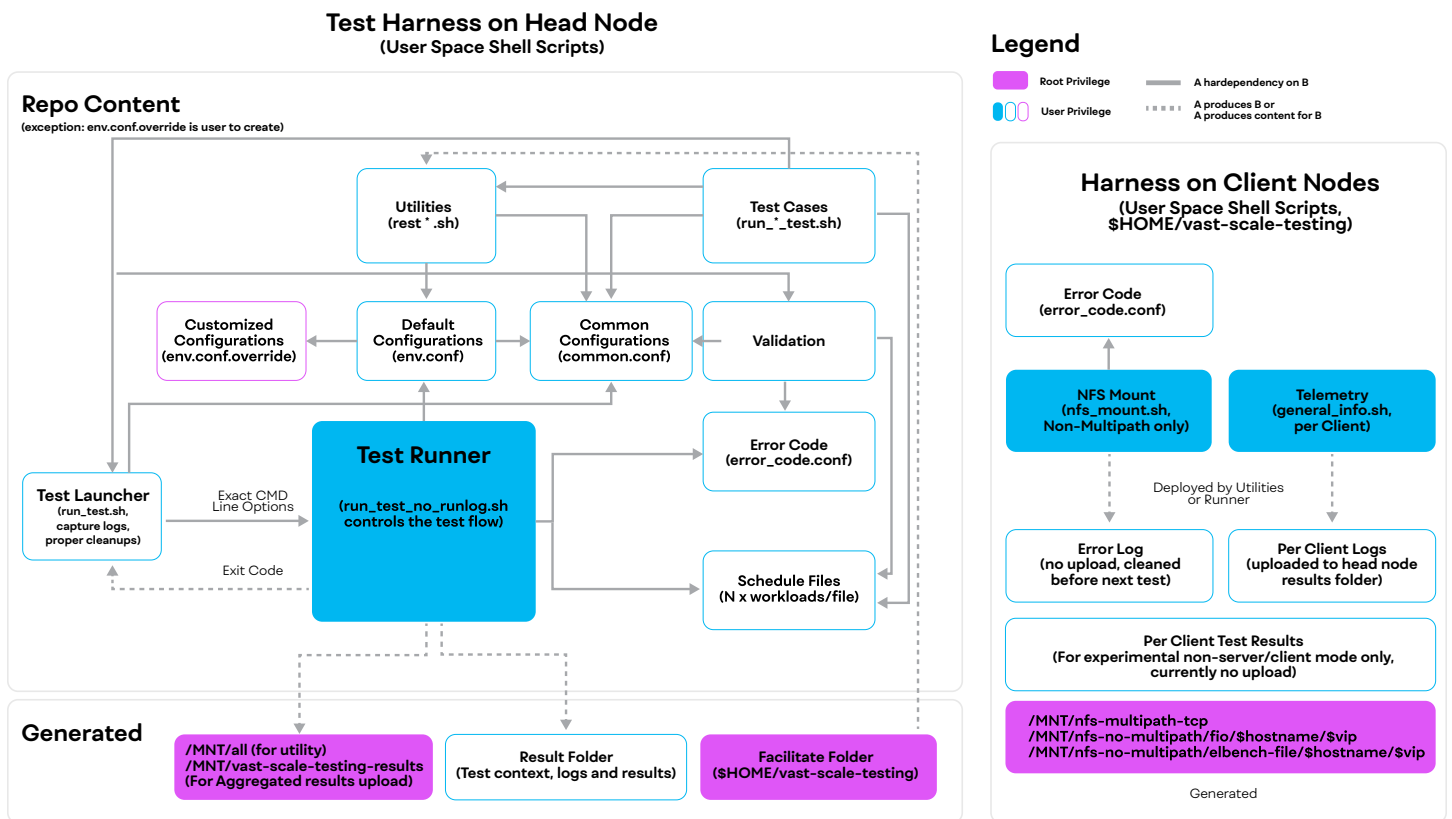 Test Harness on Head Node
(User Space Shell Scripts)
Legend
Root Privilege
A hardependency on B
User Privilege
A produces B or
A produces content for B
Repo Content
(exception: env.conf.override is user to create)
Utilities
(rest * .sh)
Test Cases
(run_*_test.sh)
Customized
Configurations
(env.conf.override)
Default
Configurations
(env.conf)
Common
Configurations
(common.conf)
Validation
Test Runner
(run_test_no_runlog.sh
controls the test flow)
Error Code
(error_code.conf)
Test Launcher
(run_test.sh,
capture logs,
proper cleanups)
Exact CMD
Line Options
Exit Code
Schedule Files
(N x workloads/file)
Generated
/MNT/all (for utility)
/MNT/vast-scale-testing-results
(For Aggregated results upload)
Result Folder
(Test context, logs and results)
Facilitate Folder
($HOME/vast-scale-testing)
Harness on Client Nodes
(User Space Shell Scripts,
$HOME/vast-scale-testing)
Error Code
(error_code.conf)
NFS Mount
(nfs_mount.sh,
Non-Multipath only)
Telemetry
(general_info.sh,
per Client)
Deployed by Utilities
or Runner
Error Log
(no upload, cleaned
before next test)
Per Client Logs
(uploaded to head node
results folder)
Per Client Test Results
(For experimental non-server/client mode only,
currently no upload)
/MNT/nfs-multipath-tcp
/MNT/nfs-no-multipath/fio/$hostname/$vip
/MNT/nfs-no-multipath/elbench-file/$hostname/$vip
Generated